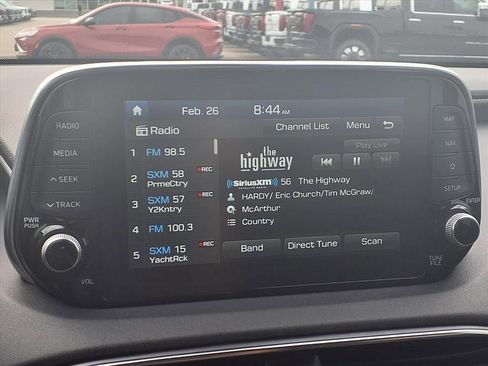 Feb. 26 8:44 AM
Radio Channel List Menu
1 FM 98.5
2 SXM 58 REC
PrmeCtry
3 SXM 57 REC
Y2Kntry
4 FM 100.3
5 SXM 15 REC
YachtRck
the
highway
Play Live
SiriusXM 56 The Highway
HARDY/ Eric Church/Tim McGraw/
McArthur
Country
Band Direct Tune Scan
RADIO
MEDIA
SEEK
TRACK
PWR
PUSH
VOL
MAP
NAV
SETUP
ENTER
TUNE
FILE